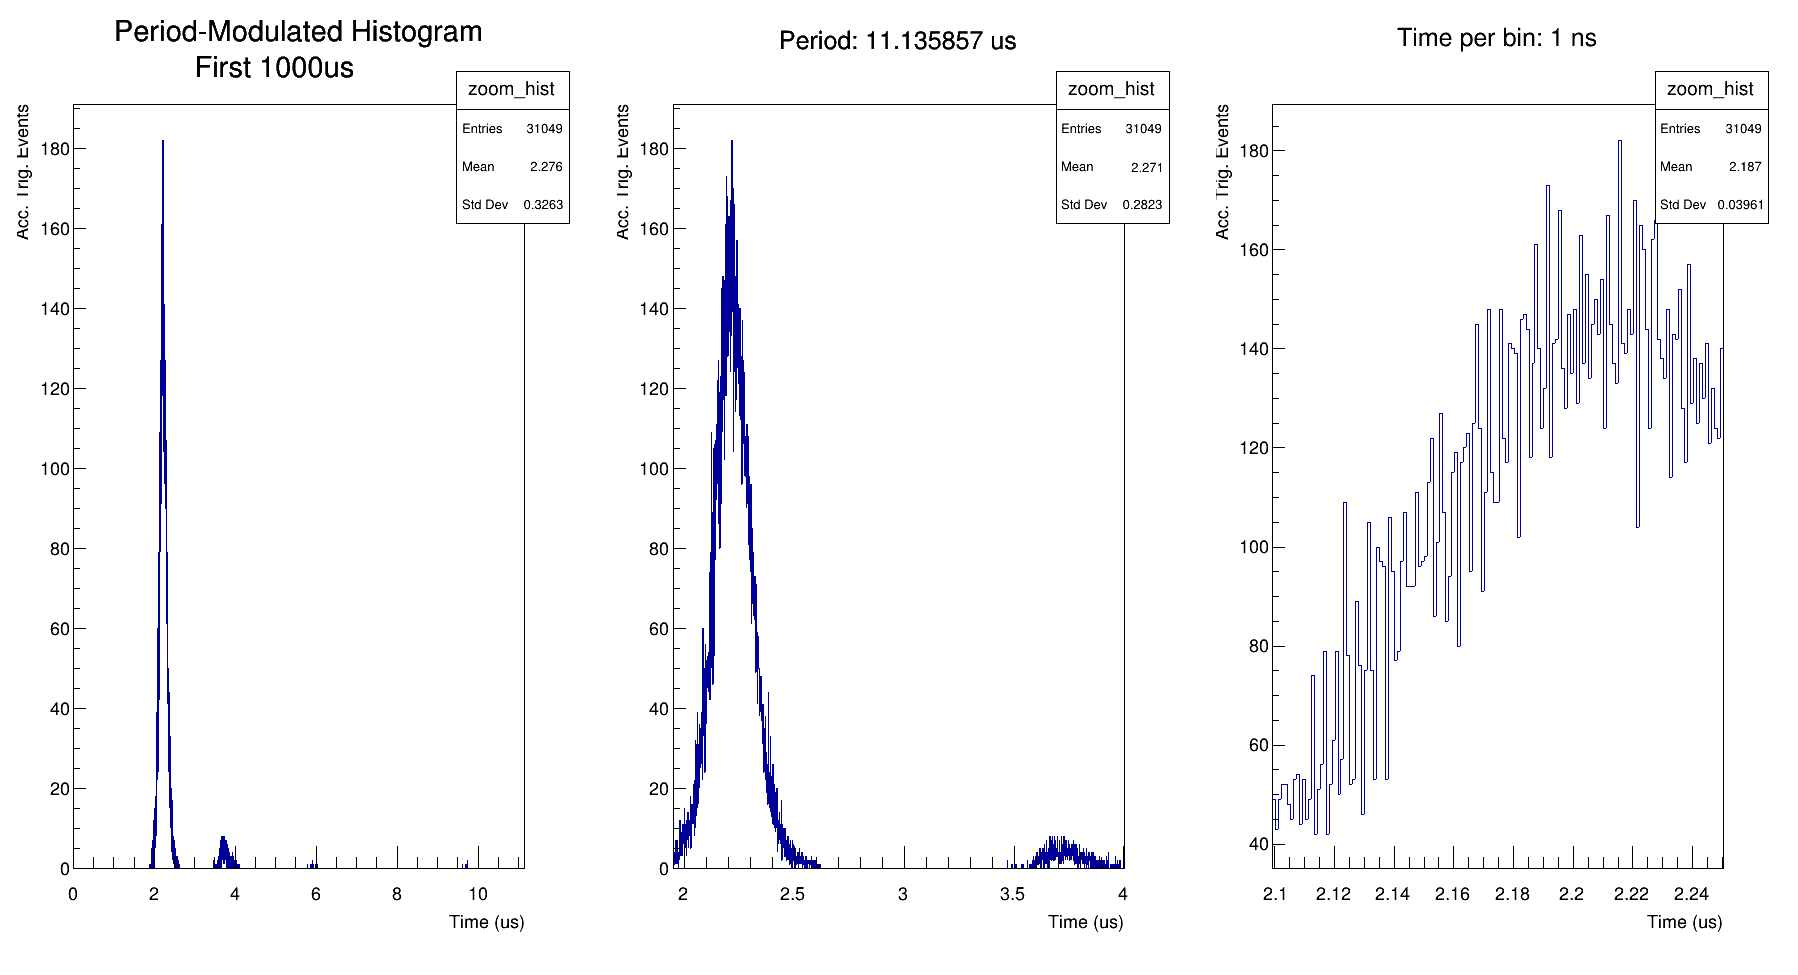 Period-Modulated Histogram
First 1000us
zoom_hist
Entries 31049
Mean 2.276
Std Dev 0.3263
Acc. Trig. Events
180
160
140
120
100
80
60
40
20
0
0 2 4 6 8 10
Time (us)
Period: 11.135857 us
zoom_hist
Entries 31049
Mean 2.271
Std Dev 0.2823
Acc. Trig. Events
180
160
140
120
100
80
60
40
20
0
2 2.5 3 3.5 4
Time (us)
Time per bin: 1 ns
zoom_hist
Entries 31049
Mean 2.187
Std Dev 0.03961
Acc. Trig. Events
180
160
140
120
100
80
60
40
2.1 2.12 2.14 2.16 2.18 2.2 2.22 2.24
Time (us)